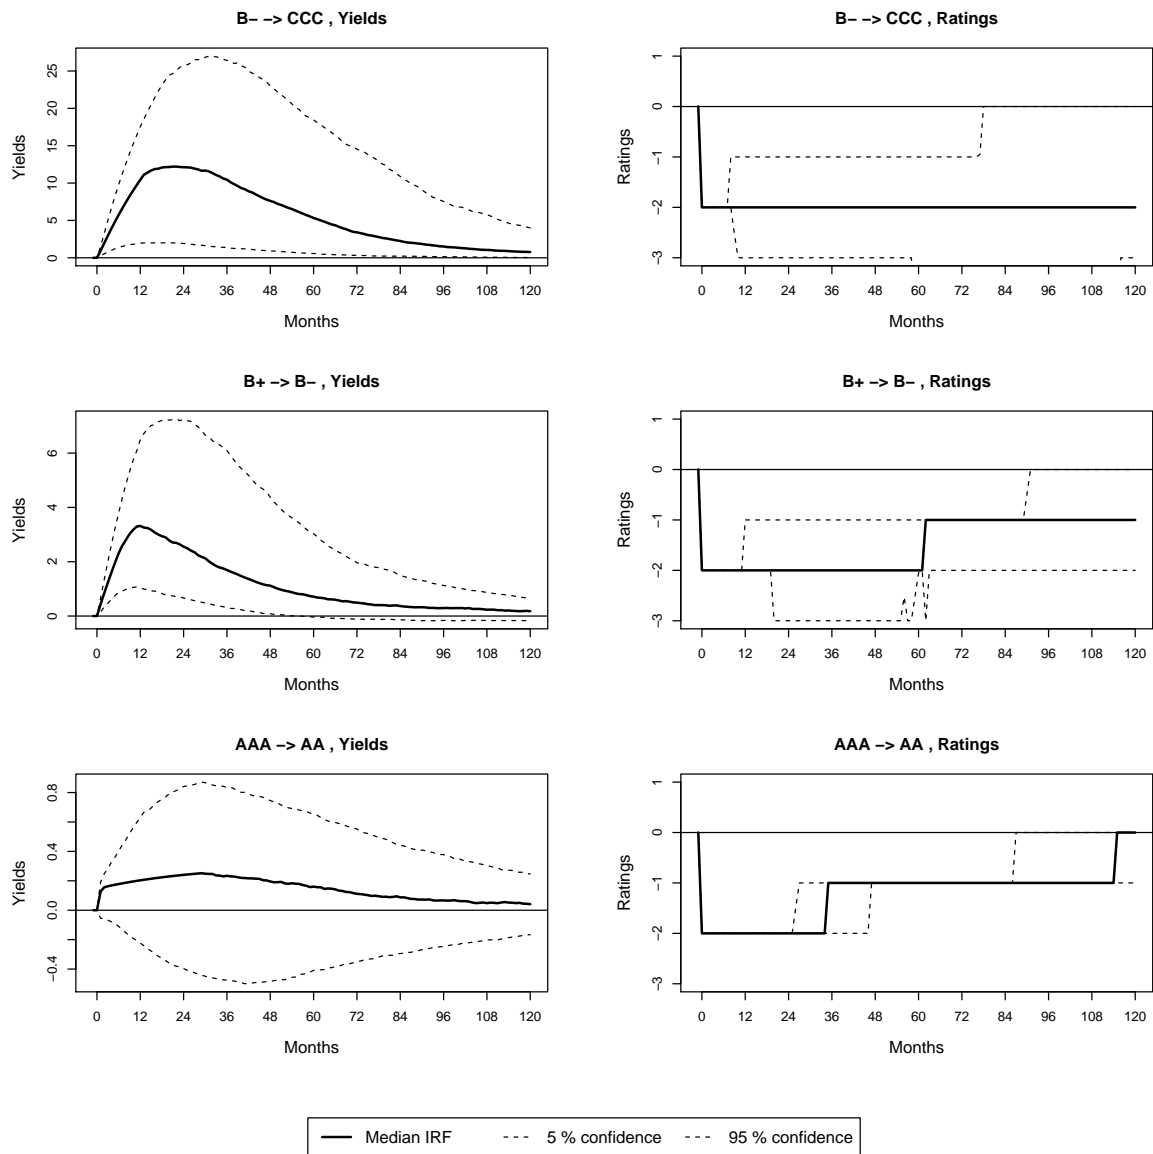 B− −> CCC , Yields
Yields
0 5 10 15 20 25
0 12 24 36 48 60 72 84 96 108 120
Months
B− −> CCC , Ratings
Ratings
−3 −2 −1 0 1
0 12 24 36 48 60 72 84 96 108 120
Months
B+ −> B− , Yields
Yields
0 2 4 6
0 12 24 36 48 60 72 84 96 108 120
Months
B+ −> B− , Ratings
Ratings
−3 −2 −1 0 1
0 12 24 36 48 60 72 84 96 108 120
Months
AAA −> AA , Yields
Yields
−0.4 0.0 0.4 0.8
0 12 24 36 48 60 72 84 96 108 120
Months
AAA −> AA , Ratings
Ratings
−3 −2 −1 0 1
0 12 24 36 48 60 72 84 96 108 120
Months
Median IRF 5 % confidence 95 % confidence